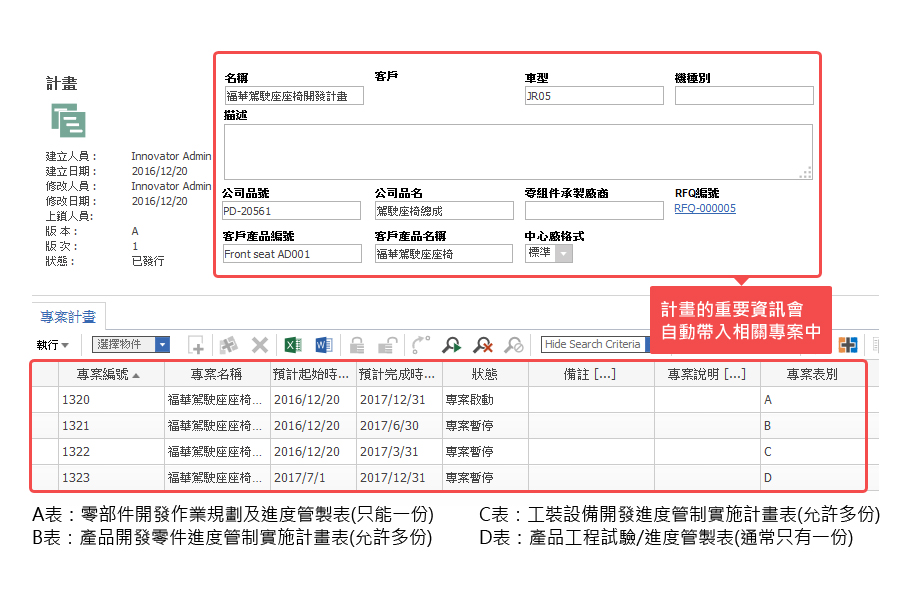 計畫
建立人員： Innovator Admin
建立日期： 2016/12/20
修改人員： Innovator Admin
修改日期： 2016/12/20
上鎖人員:
版 本： A
版 次： 1
狀態： 已發行
名稱 客戶 車型 機種別
福華駕駛座座椅開發計畫 JR05
描述
公司品號 公司品名 零組件承製廠商 RFQ編號
PD-20561 駕駛座椅總成 RFQ-000005
客戶產品編號 客戶產品名稱 中心廠格式
Front seat AD001 福華駕駛座座椅 標準
計畫的重要資訊會
自動帶入相關專案中
專案計畫
執行 選擇物件 Hide Search Criteria
專案編號 專案名稱 預計起始時... 預計完成時... 狀態 備註 [...] 專案說明 [...] 專案表別
1320 福華駕駛座座椅... 2016/12/20 2017/12/31 專案啟動 A
1321 福華駕駛座座椅... 2016/12/20 2017/6/30 專案暫停 B
1322 福華駕駛座座椅... 2016/12/20 2017/3/31 專案暫停 C
1323 福華駕駛座座椅... 2017/7/1 2017/12/31 專案暫停 D
A表：零部件開發作業規劃及進度管製表(只能一份)
B表：產品開發零件進度管制實施計畫表(允許多份)
C表：工裝設備開發進度管制實施計畫表(允許多份)
D表：產品工程試驗/進度管製表(通常只有一份)